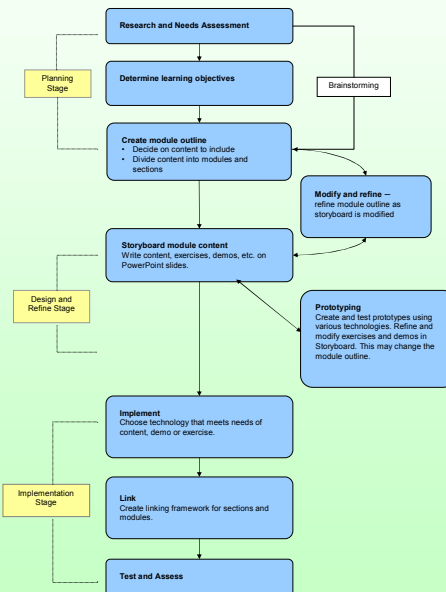 Research and Needs Assessment
Planning
Stage
Determine learning objectives
Brainstorming
Create module outline
• Decide on content to include
• Divide content into modules and
sections
Modify and refine –
refine module outline as
storyboard is modified
Storyboard module content
Write content, exercises, demos, etc. on
PowerPoint slides.
Design and
Refine Stage
Prototyping
Create and test prototypes using
various technologies. Refine and
modify exercises and demos in
Storyboard. This may change the
module outline.
Implement
Choose technology that meets needs of
content, demo or exercise.
Implementation
Stage
Link
Create linking framework for sections and
modules.
Test and Assess